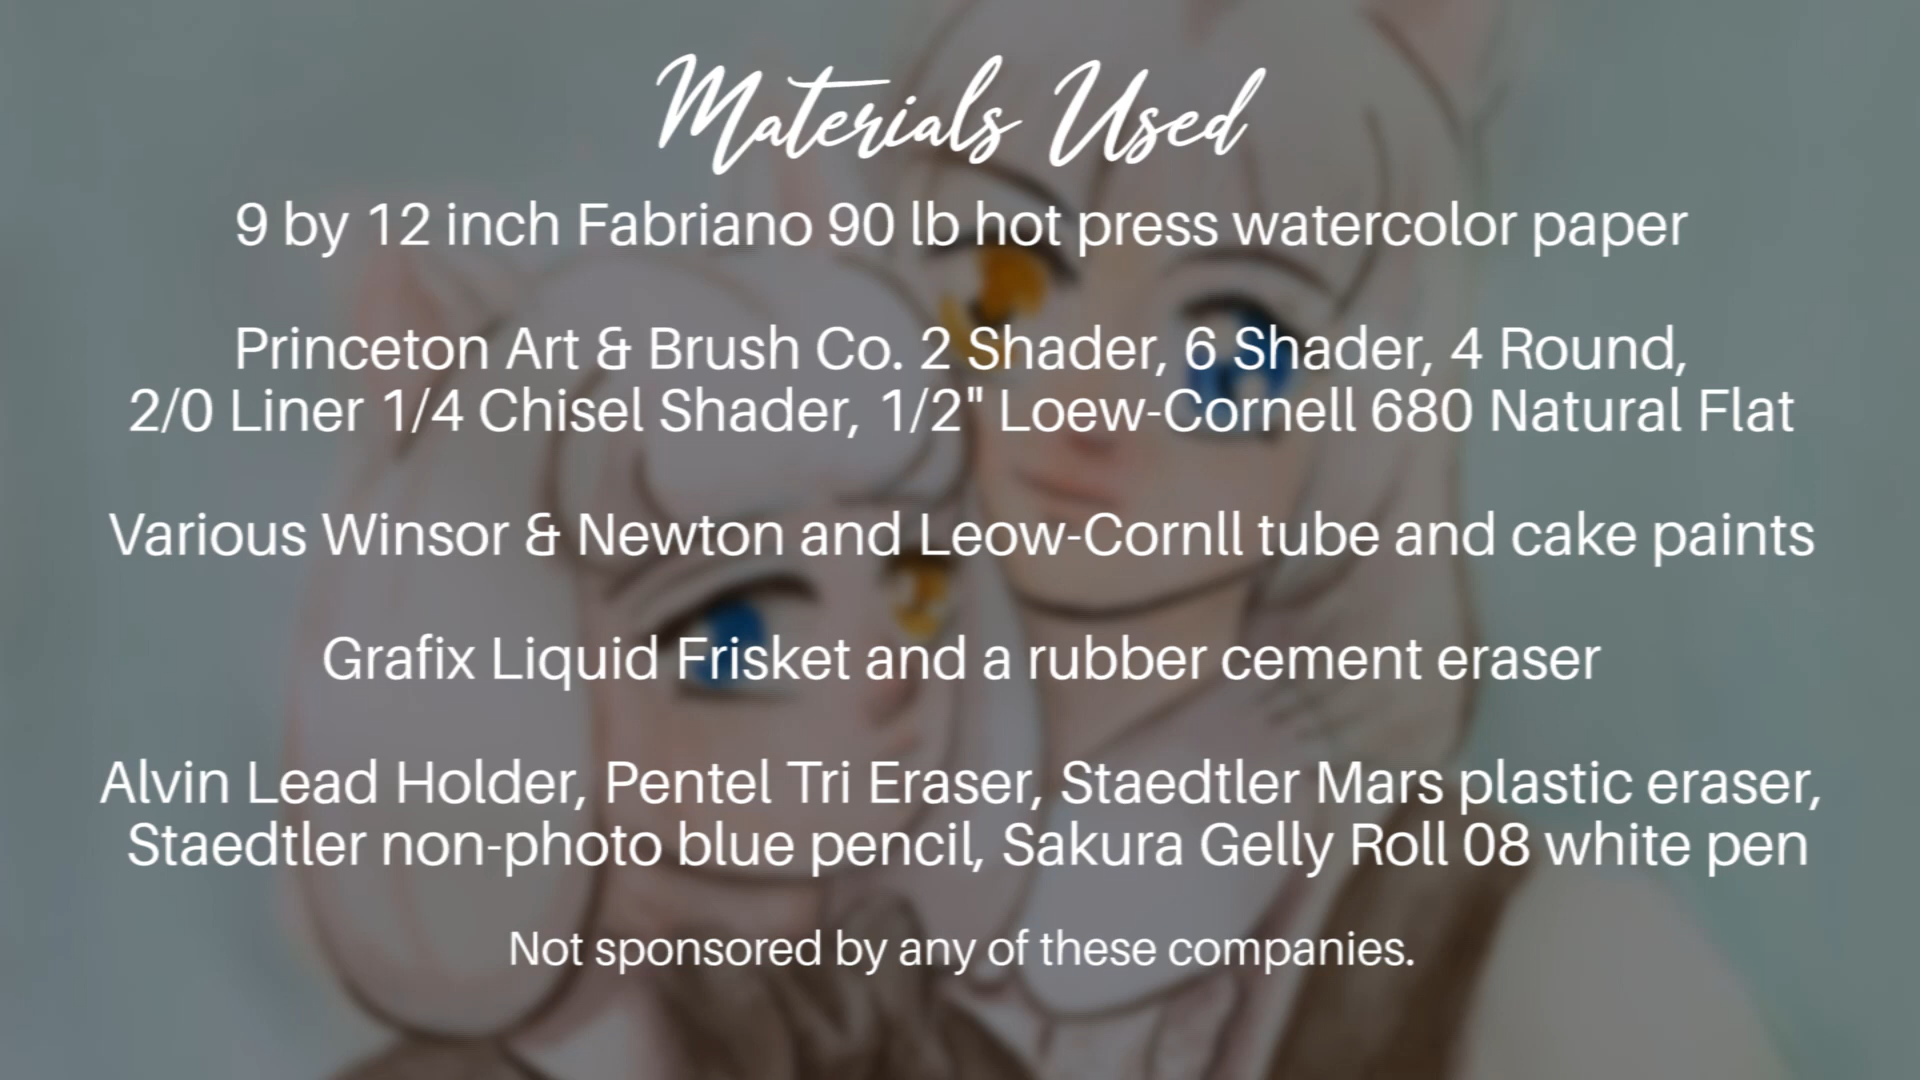 Materials Used
9 by 12 inch Fabriano 90 lb hot press watercolor paper
Princeton Art & Brush Co. 2 Shader, 6 Shader, 4 Round,
2/0 Liner 1/4 Chisel Shader, 1/2" Loew-Cornell 680 Natural Flat
Various Winsor & Newton and Leow-Cornll tube and cake paints
Grafix Liquid Frisket and a rubber cement eraser
Alvin Lead Holder, Pentel Tri Eraser, Staedtler Mars plastic eraser,
Staedtler non-photo blue pencil, Sakura Gelly Roll 08 white pen
Not sponsored by any of these companies.